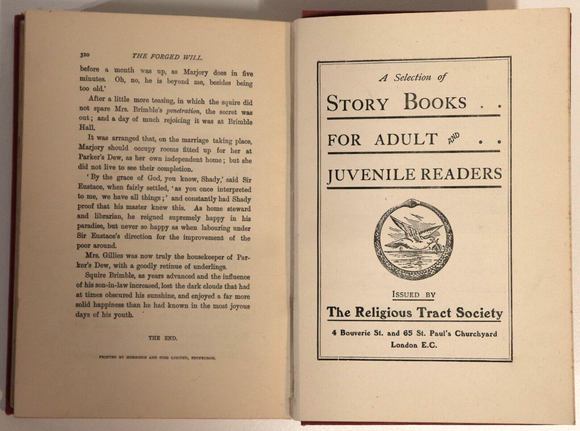 320 THE FORGED WILL.
before a month was up, as Marjory does in five
minutes. Oh, no, he is beyond me, besides being
too old.'
After a little more teasing, in which the squire did
not spare Mrs. Brimble's penetration, the secret was
out; and a day of much rejoicing it was at Brimble
Hall.
It was arranged that, on the marriage taking place,
Marjory should occupy rooms fitted up for her at
Parker's Dew, as her own independent home; but she
did not live to see their completion.
'By the grace of God, you know, Shady,' said Sir
Eustace, when fairly settled, 'as you once interpreted
to me, we have all things;' and constantly had Shady
proof that his master knew this. As home steward
and librarian, he reigned supremely happy in his
paradise, but never so happy as when labouring under
Sir Eustace's direction for the improvement of the
poor around.
Mrs. Gillies was now truly the housekeeper of Par-
ker's Dew, with a goodly retinue of underlings.
Squire Brimble, as years advanced and the influence
of his son-in-law increased, lost the dark clouds that had
at times obscured his sunshine, and enjoyed a far more
solid happiness than he had known in the most joyous
days of his youth.
THE END.
PRINTED BY MORRISON AND GIBB LIMITED, EDINBURGH.
A Selection of
STORY BOOKS . .
FOR ADULT AND . .
JUVENILE READERS
ISSUED BY
The Religious Tract Society
4 Bouverie St. and 65 St. Paul's Churchyard
London E.C.